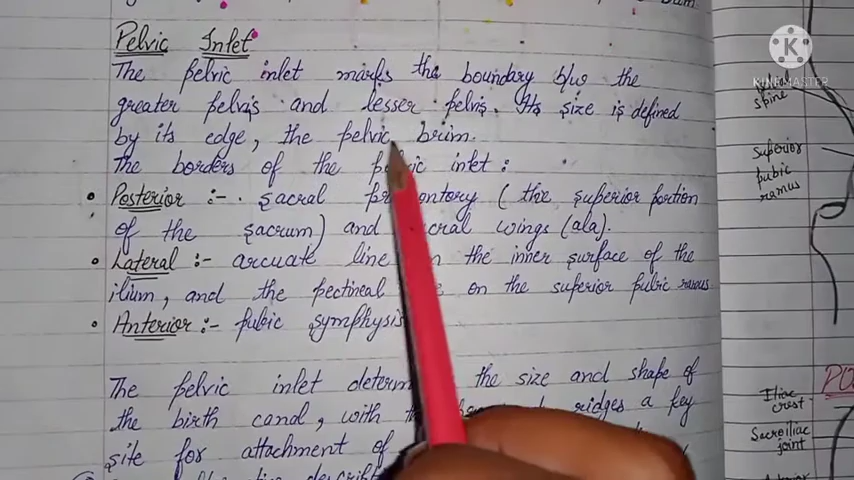 Pelvic Inlet
The pelvic inlet marks the boundary b/w the
greater pelvis and lesser pelvis. Its size is defined
by its edge, the pelvic brim.
The borders of the pelvic inlet :
• Posterior :- sacral promontory ( the superior portion
of the sacrum) and sacral wings (ala).
• Lateral :- arcuate line on the inner surface of the
ilium, and the pectineal line on the superior pubic ramus
• Anterior :- pubic symphysis
The pelvic inlet determines the size and shape of
the birth canal, with the ridges a key
site for attachment of
K
KINEMASTER
spine
superior
pubic
ramus
Iliac
crest
Sacroiliac
joint